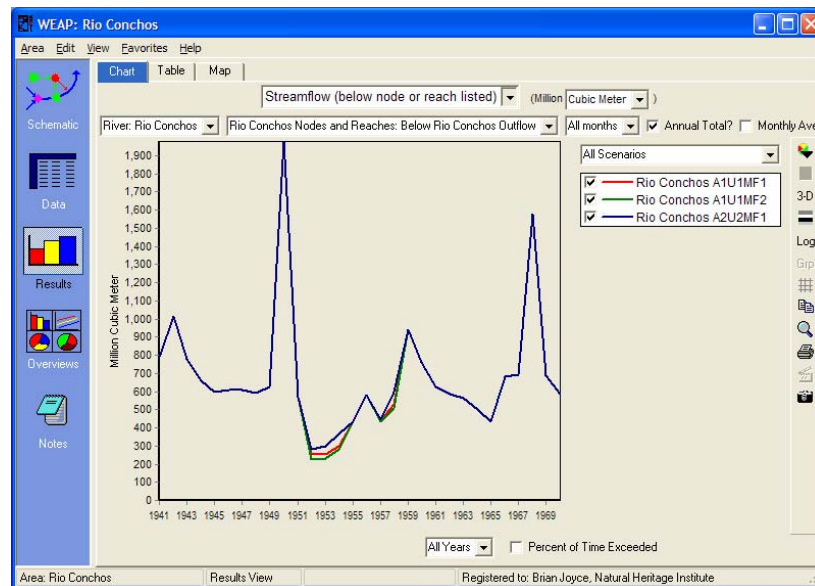 WEAP: Rio Conchos
Area Edit View Favorites Help
Chart Table Map
Streamflow (below node or reach listed) (Million Cubic Meter )
River: Rio Conchos Rio Conchos Nodes and Reaches: Below Rio Conchos Outflow All months Annual Total? Monthly Ave
All Scenarios
Rio Conchos A1U1MF1
Rio Conchos A1U1MF2
Rio Conchos A2U2MF1
Schematic
Data
Results
Overviews
Notes
Million Cubic Meter
1,900
1,800
1,700
1,600
1,500
1,400
1,300
1,200
1,100
1,000
900
800
700
600
500
400
300
200
100
0
1941 1943 1945 1947 1949 1951 1953 1955 1957 1959 1961 1963 1965 1967 1969
3-D
Log
Grp
All Years Percent of Time Exceeded
Area: Rio Conchos Results View Registered to: Brian Joyce, Natural Heritage Institute